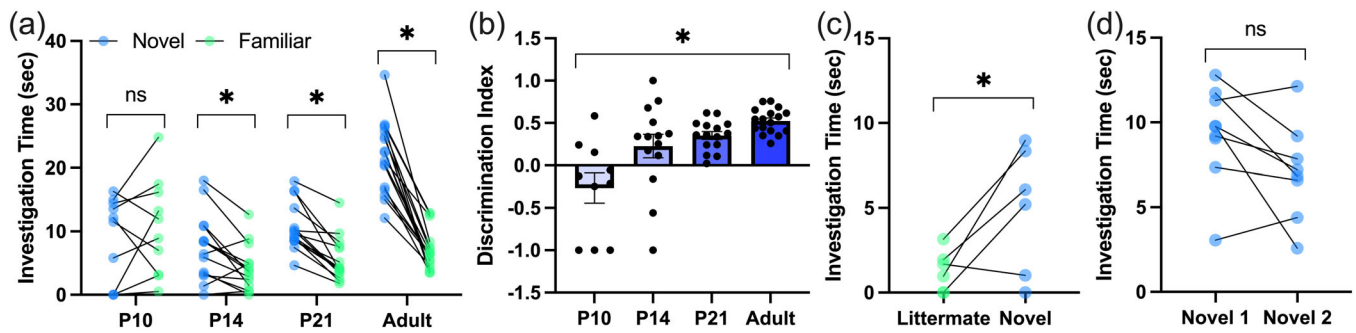 (a)
Novel
Familiar
Investigation Time (sec)
40
30
20
10
0
ns
*
*
*
P10
P14
P21
Adult
(b)
Discrimination Index
1.5
1.0
0.5
0.0
-0.5
-1.0
-1.5
*
P10
P14
P21
Adult
(c)
Investigation Time (sec)
15
10
5
0
*
Littermate
Novel
(d)
Investigation Time (sec)
15
10
5
0
ns
Novel 1
Novel 2